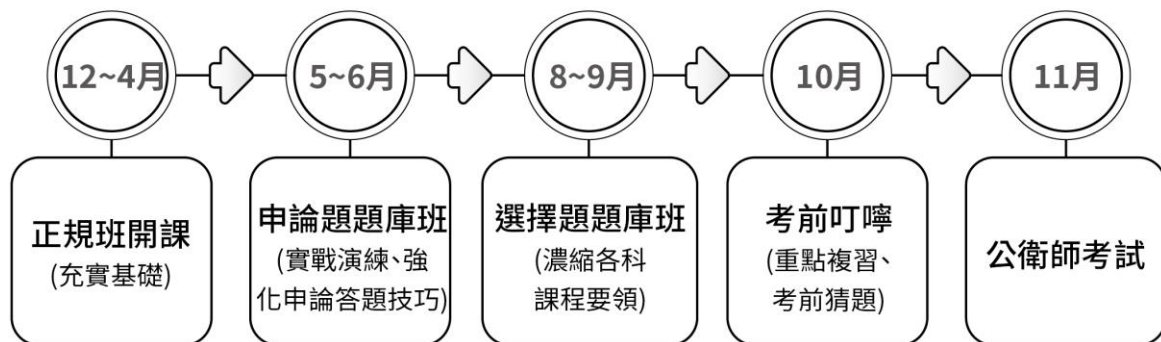 12~4月
5~6月
8~9月
10月
11月
正規班開課
(充實基礎)
申論題題庫班
(實戰演練、強
化申論答題技巧)
選擇題題庫班
(濃縮各科
課程要領)
考前叮嚀
(重點複習、
考前猜題)
公衛師考試